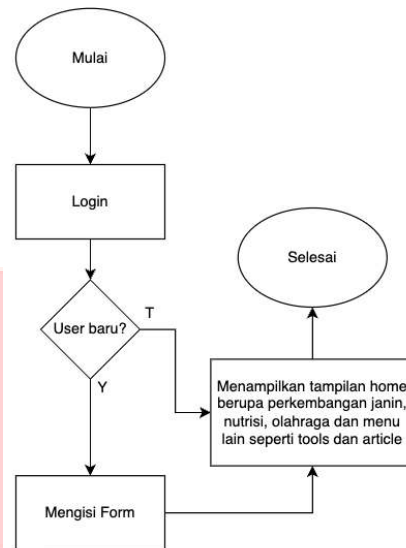 Mulai
Login
User baru?
T
Y
Mengisi Form
Menampilkan tampilan home
berupa perkembangan janin,
nutrisi, olahraga dan menu
lain seperti tools dan article
Selesai